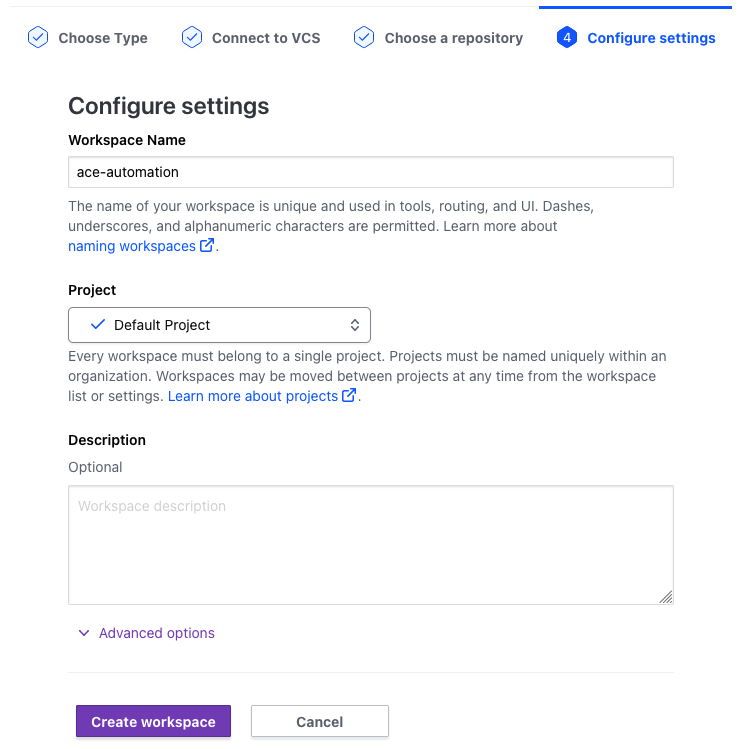 Choose Type
Connect to VCS
Choose a repository
4 Configure settings
Configure settings
Workspace Name
ace-automation
The name of your workspace is unique and used in tools, routing, and UI. Dashes,
underscores, and alphanumeric characters are permitted. Learn more about
naming workspaces.
Project
Default Project
Every workspace must belong to a single project. Projects must be named uniquely within an
organization. Workspaces may be moved between projects at any time from the workspace
list or settings. Learn more about projects.
Description
Optional
Workspace description
Advanced options
Create workspace
Cancel